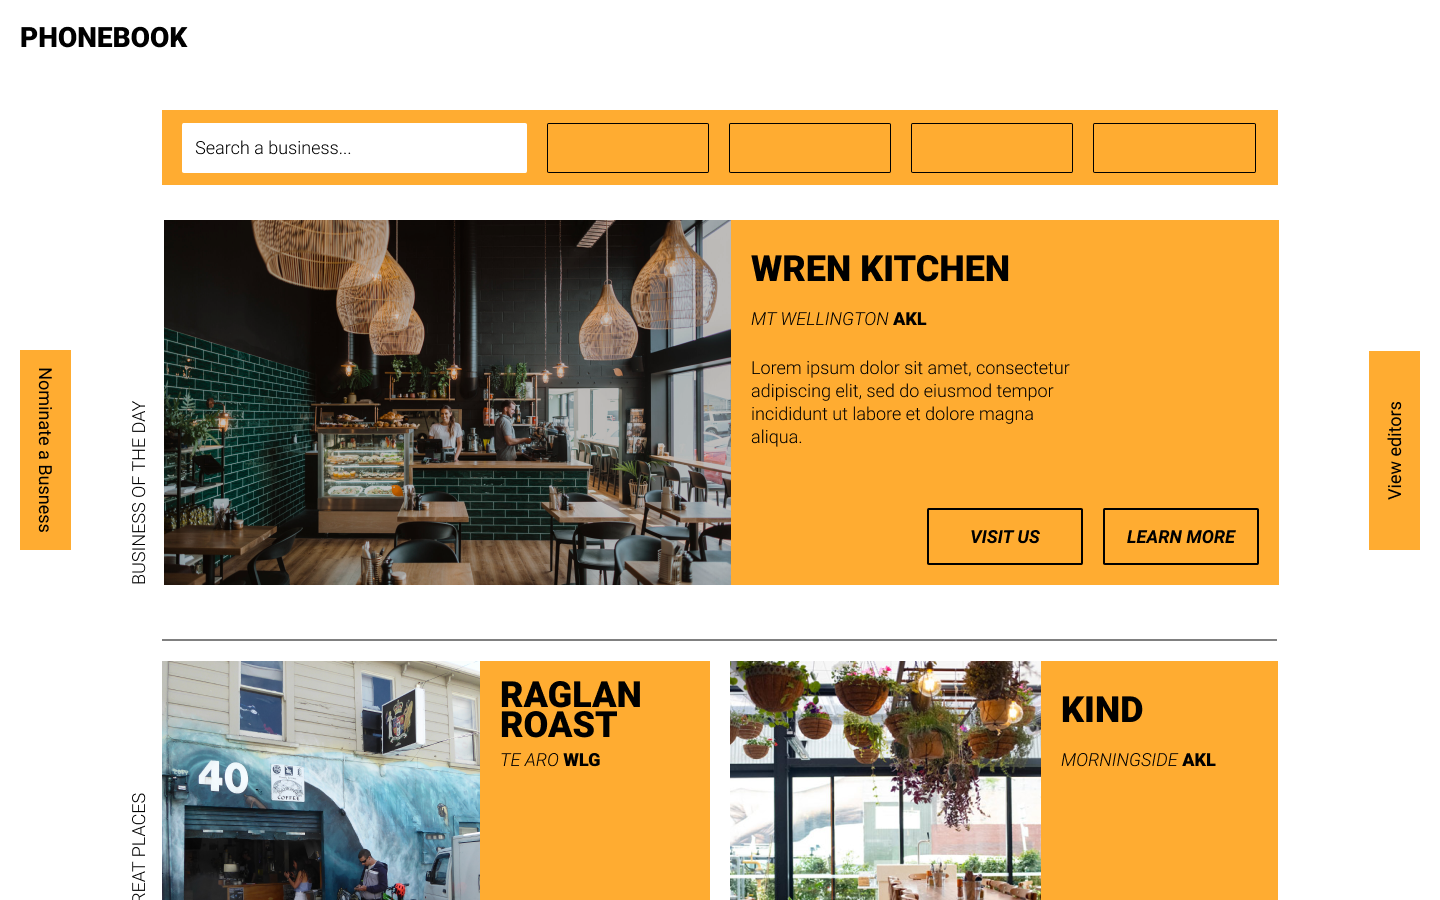 PHONEBOOK
Search a business...
Nominate a Busness
BUSINESS OF THE DAY
WREN KITCHEN
MT WELLINGTON AKL
Lorem ipsum dolor sit amet, consectetur
adipiscing elit, sed do eiusmod tempor
incididunt ut labore et dolore magna
aliqua.
VISIT US
LEARN MORE
View editors
REAT PLACES
40
COFFEE
RAGLAN
ROAST
TE ARO WLG
KIND
MORNINGSIDE AKL